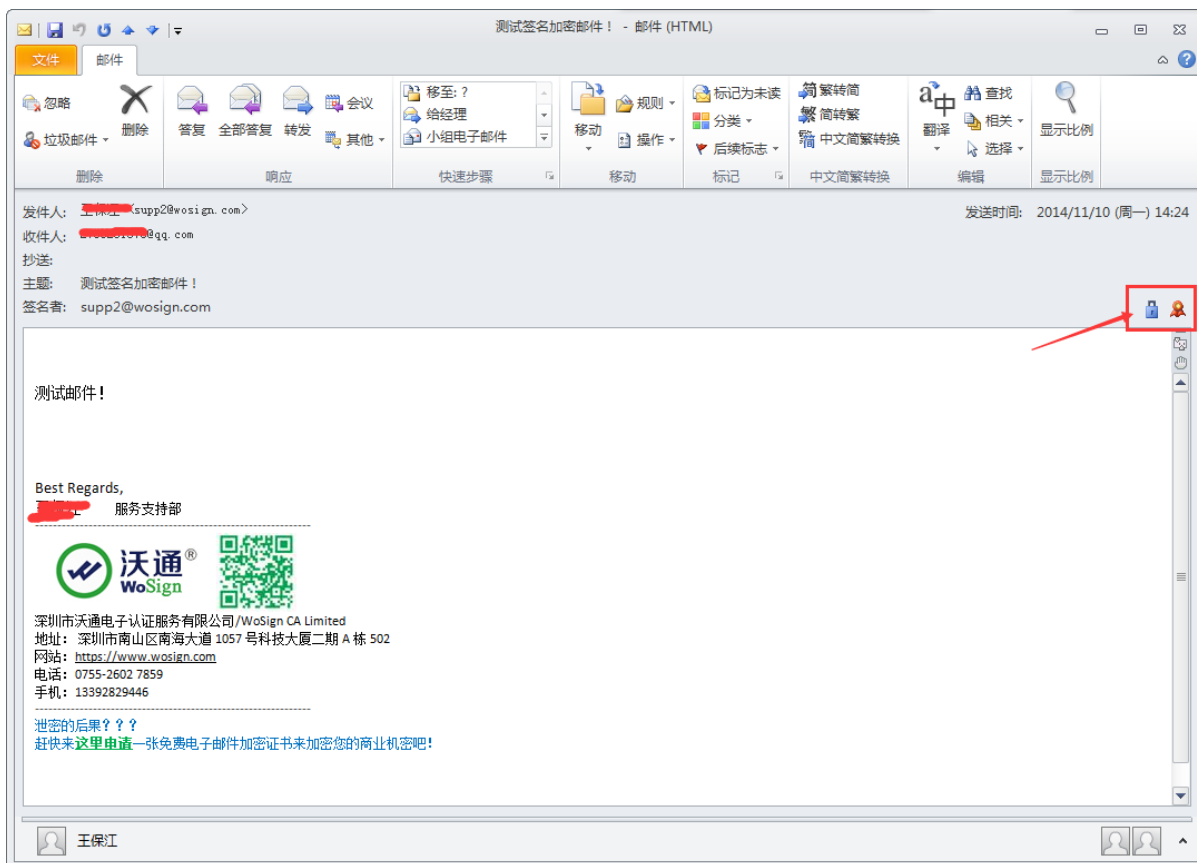 测试签名加密邮件！ - 邮件 (HTML)
文件 邮件
忽略 垃圾邮件 删除
答复 全部答复 转发 会议 其他
移至: ? 给经理 小组电子邮件
移动 规则 操作
标记为未读 分类 后续标志
繁转简 简转繁 中文简繁转换
翻译 查找 相关 选择
显示比例
删除 响应 快速步骤 移动 标记 中文简繁转换 编辑 显示比例
发件人: <supp2@wosign.com> 发送时间: 2014/11/10 (周一) 14:24
收件人: @qq.com
抄送:
主题: 测试签名加密邮件！
签名者: supp2@wosign.com
测试邮件！
Best Regards,
服务支持部
沃通®
WoSign
深圳市沃通电子认证服务有限公司/WoSign CA Limited
地址：深圳市南山区南海大道 1057 号科技大厦二期 A 栋 502
网站：https://www.wosign.com
电话：0755-2602 7859
手机：13392829446
泄密的后果？？？
赶快来这里申请一张免费电子邮件加密证书来加密您的商业机密吧！
王保江